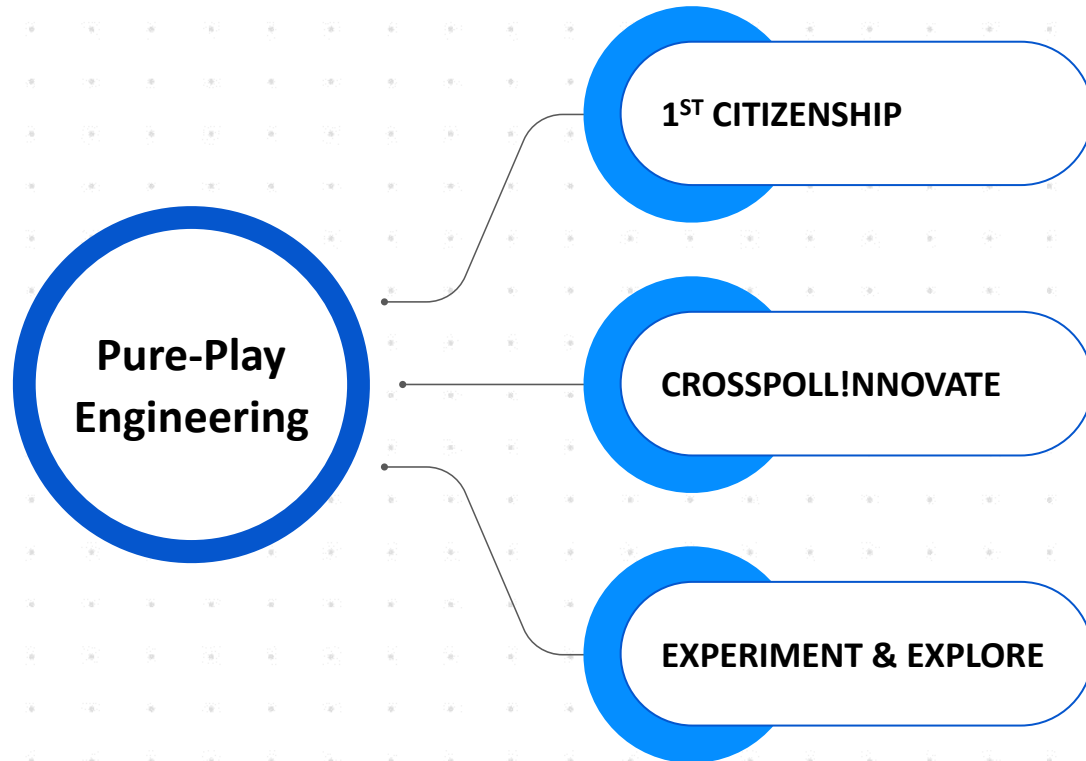 1ST CITIZENSHIP
Pure-Play
Engineering
CROSSPOLL!NNOVATE
EXPERIMENT & EXPLORE